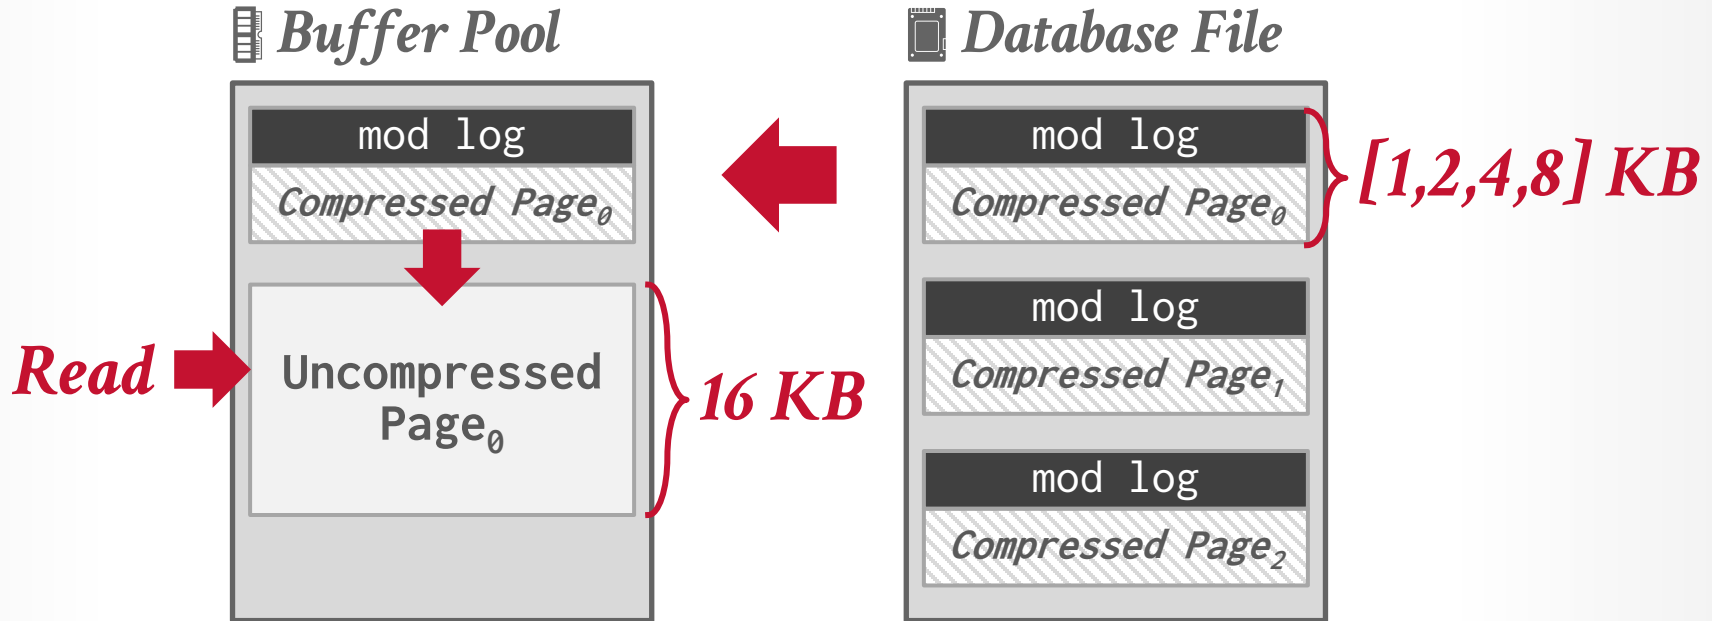 Buffer Pool
mod log
Compressed Page₀
Read
Uncompressed
Page₀
16 KB
Database File
mod log
Compressed Page₀
[1,2,4,8] KB
mod log
Compressed Page₁
mod log
Compressed Page₂